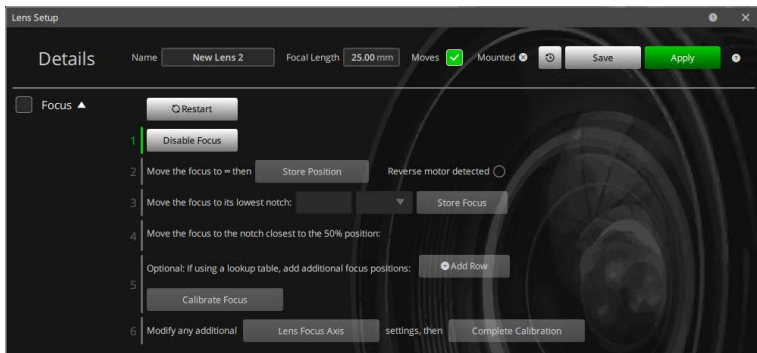 Lens Setup
Details Name New Lens 2 Focal Length 25.00 mm Moves Mounted Save Apply
Focus
Restart
1 Disable Focus
2 Move the focus to ∞ then Store Position Reverse motor detected
3 Move the focus to its lowest notch: Store Focus
4 Move the focus to the notch closest to the 50% position:
5 Optional: If using a lookup table, add additional focus positions: Add Row
Calibrate Focus
6 Modify any additional Lens Focus Axis settings, then Complete Calibration